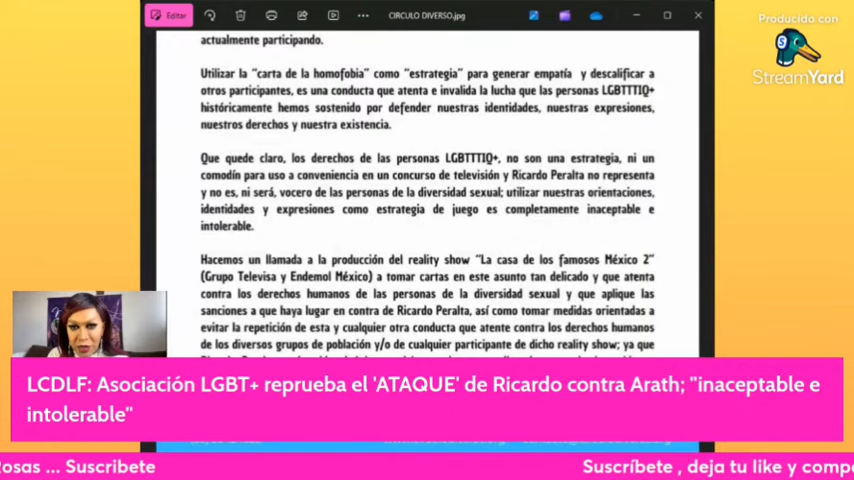 Editar
CIRCULO DIVERSO.jpg
Producido con
StreamYard
actualmente participando.
Utilizar la “carta de la homofobia” como “estrategia” para generar empatía y descalificar a
otros participantes, es una conducta que atenta e invalida la lucha que las personas LGBTTTIQ+
históricamente hemos sostenido por defender nuestras identidades, nuestras expresiones,
nuestros derechos y nuestra existencia.
Que quede claro, los derechos de las personas LGBTTTIQ+, no son una estrategia, ni un
comodín para uso a conveniencia en un concurso de televisión y Ricardo Peralta no representa
y no es, ni será, vocero de las personas de la diversidad sexual; utilizar nuestras orientaciones,
identidades y expresiones como estrategia de juego es completamente inaceptable e
intolerable.
Hacemos un llamada a la producción del reality show “La casa de los famosos México 2”
(Grupo Televisa y Endemol México) a tomar cartas en este asunto tan delicado y que atenta
contra los derechos humanos de las personas de la diversidad sexual y que aplique las
sanciones a que haya lugar en contra de Ricardo Peralta, así como tomar medidas orientadas a
evitar la repetición de esta y cualquier otra conducta que atente contra los derechos humanos
de los diversos grupos de población y/o de cualquier participante de dicho reality show; ya que
LCDLF: Asociación LGBT+ reprueba el 'ATAQUE' de Ricardo contra Arath; "inaceptable e
intolerable"
Rosas ... Suscribete
Suscríbete , deja tu like y compa